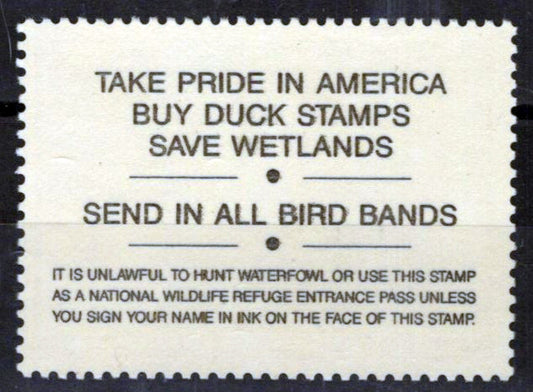 TAKE PRIDE IN AMERICA
BUY DUCK STAMPS
SAVE WETLANDS
SEND IN ALL BIRD BANDS
IT IS UNLAWFUL TO HUNT WATERFOWL OR USE THIS STAMP
AS A NATIONAL WILDLIFE REFUGE ENTRANCE PASS UNLESS
YOU SIGN YOUR NAME IN INK ON THE FACE OF THIS STAMP.